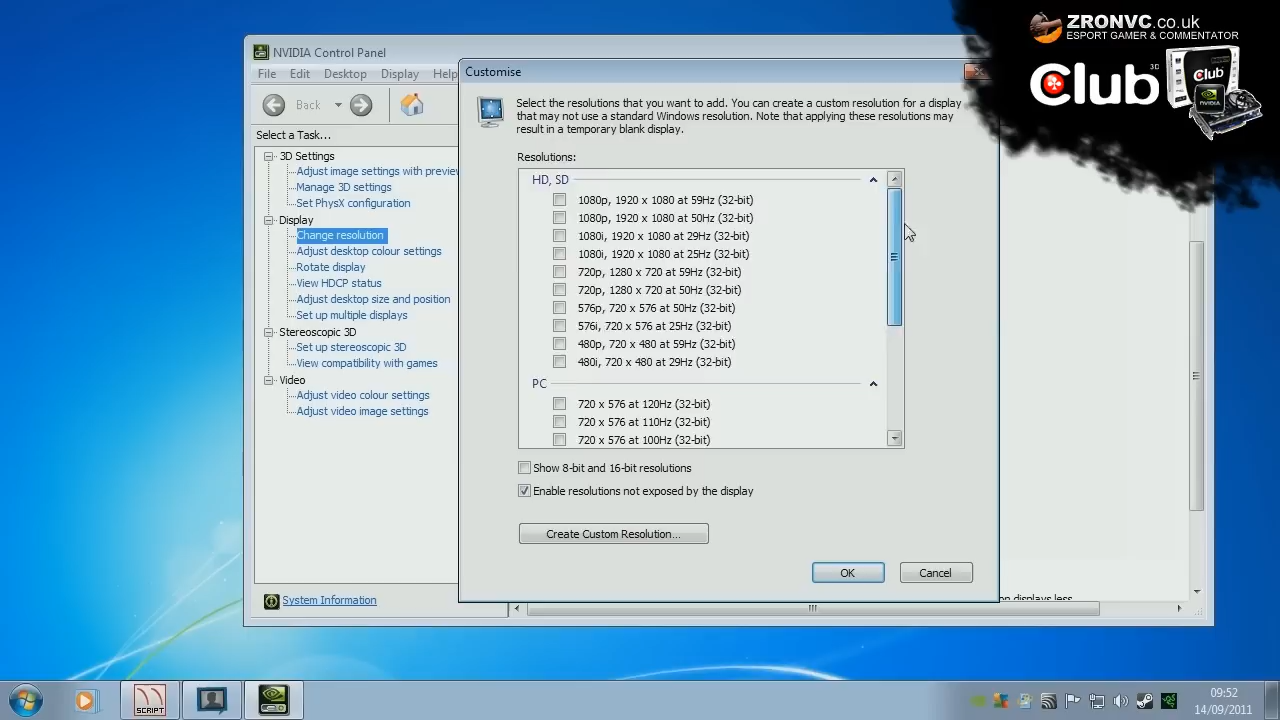 ZRONVC.co.uk
ESPORT GAMER & COMMENTATOR
Club 3D
Club
NVIDIA
NVIDIA Control Panel
File Edit Desktop Display Help
Back
Select a Task...
3D Settings
Adjust image settings with preview
Manage 3D settings
Set PhysX configuration
Display
Change resolution
Adjust desktop colour settings
Rotate display
View HDCP status
Adjust desktop size and position
Set up multiple displays
Stereoscopic 3D
Set up stereoscopic 3D
View compatibility with games
Video
Adjust video colour settings
Adjust video image settings
System Information
Customise
Select the resolutions that you want to add. You can create a custom resolution for a display
that may not use a standard Windows resolution. Note that applying these resolutions may
result in a temporary blank display.
Resolutions:
HD, SD
1080p, 1920 x 1080 at 59Hz (32-bit)
1080p, 1920 x 1080 at 50Hz (32-bit)
1080i, 1920 x 1080 at 29Hz (32-bit)
1080i, 1920 x 1080 at 25Hz (32-bit)
720p, 1280 x 720 at 59Hz (32-bit)
720p, 1280 x 720 at 50Hz (32-bit)
576p, 720 x 576 at 50Hz (32-bit)
576i, 720 x 576 at 25Hz (32-bit)
480p, 720 x 480 at 59Hz (32-bit)
480i, 720 x 480 at 29Hz (32-bit)
PC
720 x 576 at 120Hz (32-bit)
720 x 576 at 110Hz (32-bit)
720 x 576 at 100Hz (32-bit)
Show 8-bit and 16-bit resolutions
Enable resolutions not exposed by the display
Create Custom Resolution...
OK Cancel
on displays less
SCRIPT
09:52
14/09/2011